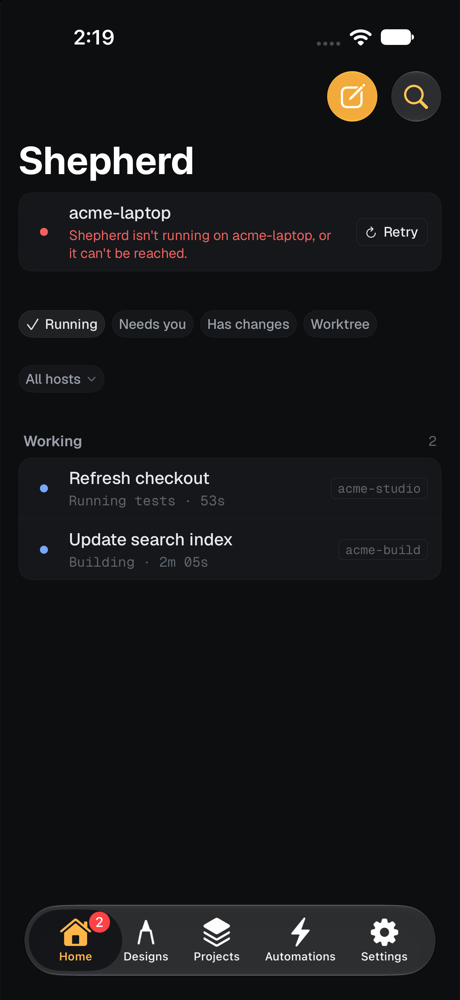 2:19
Shepherd
acme-laptop
Shepherd isn't running on acme-laptop, or
it can't be reached.
Retry
Running
Needs you
Has changes
Worktree
All hosts
Working
2
Refresh checkout
Running tests · 53s
acme-studio
Update search index
Building · 2m 05s
acme-build
2
Home
Designs
Projects
Automations
Settings